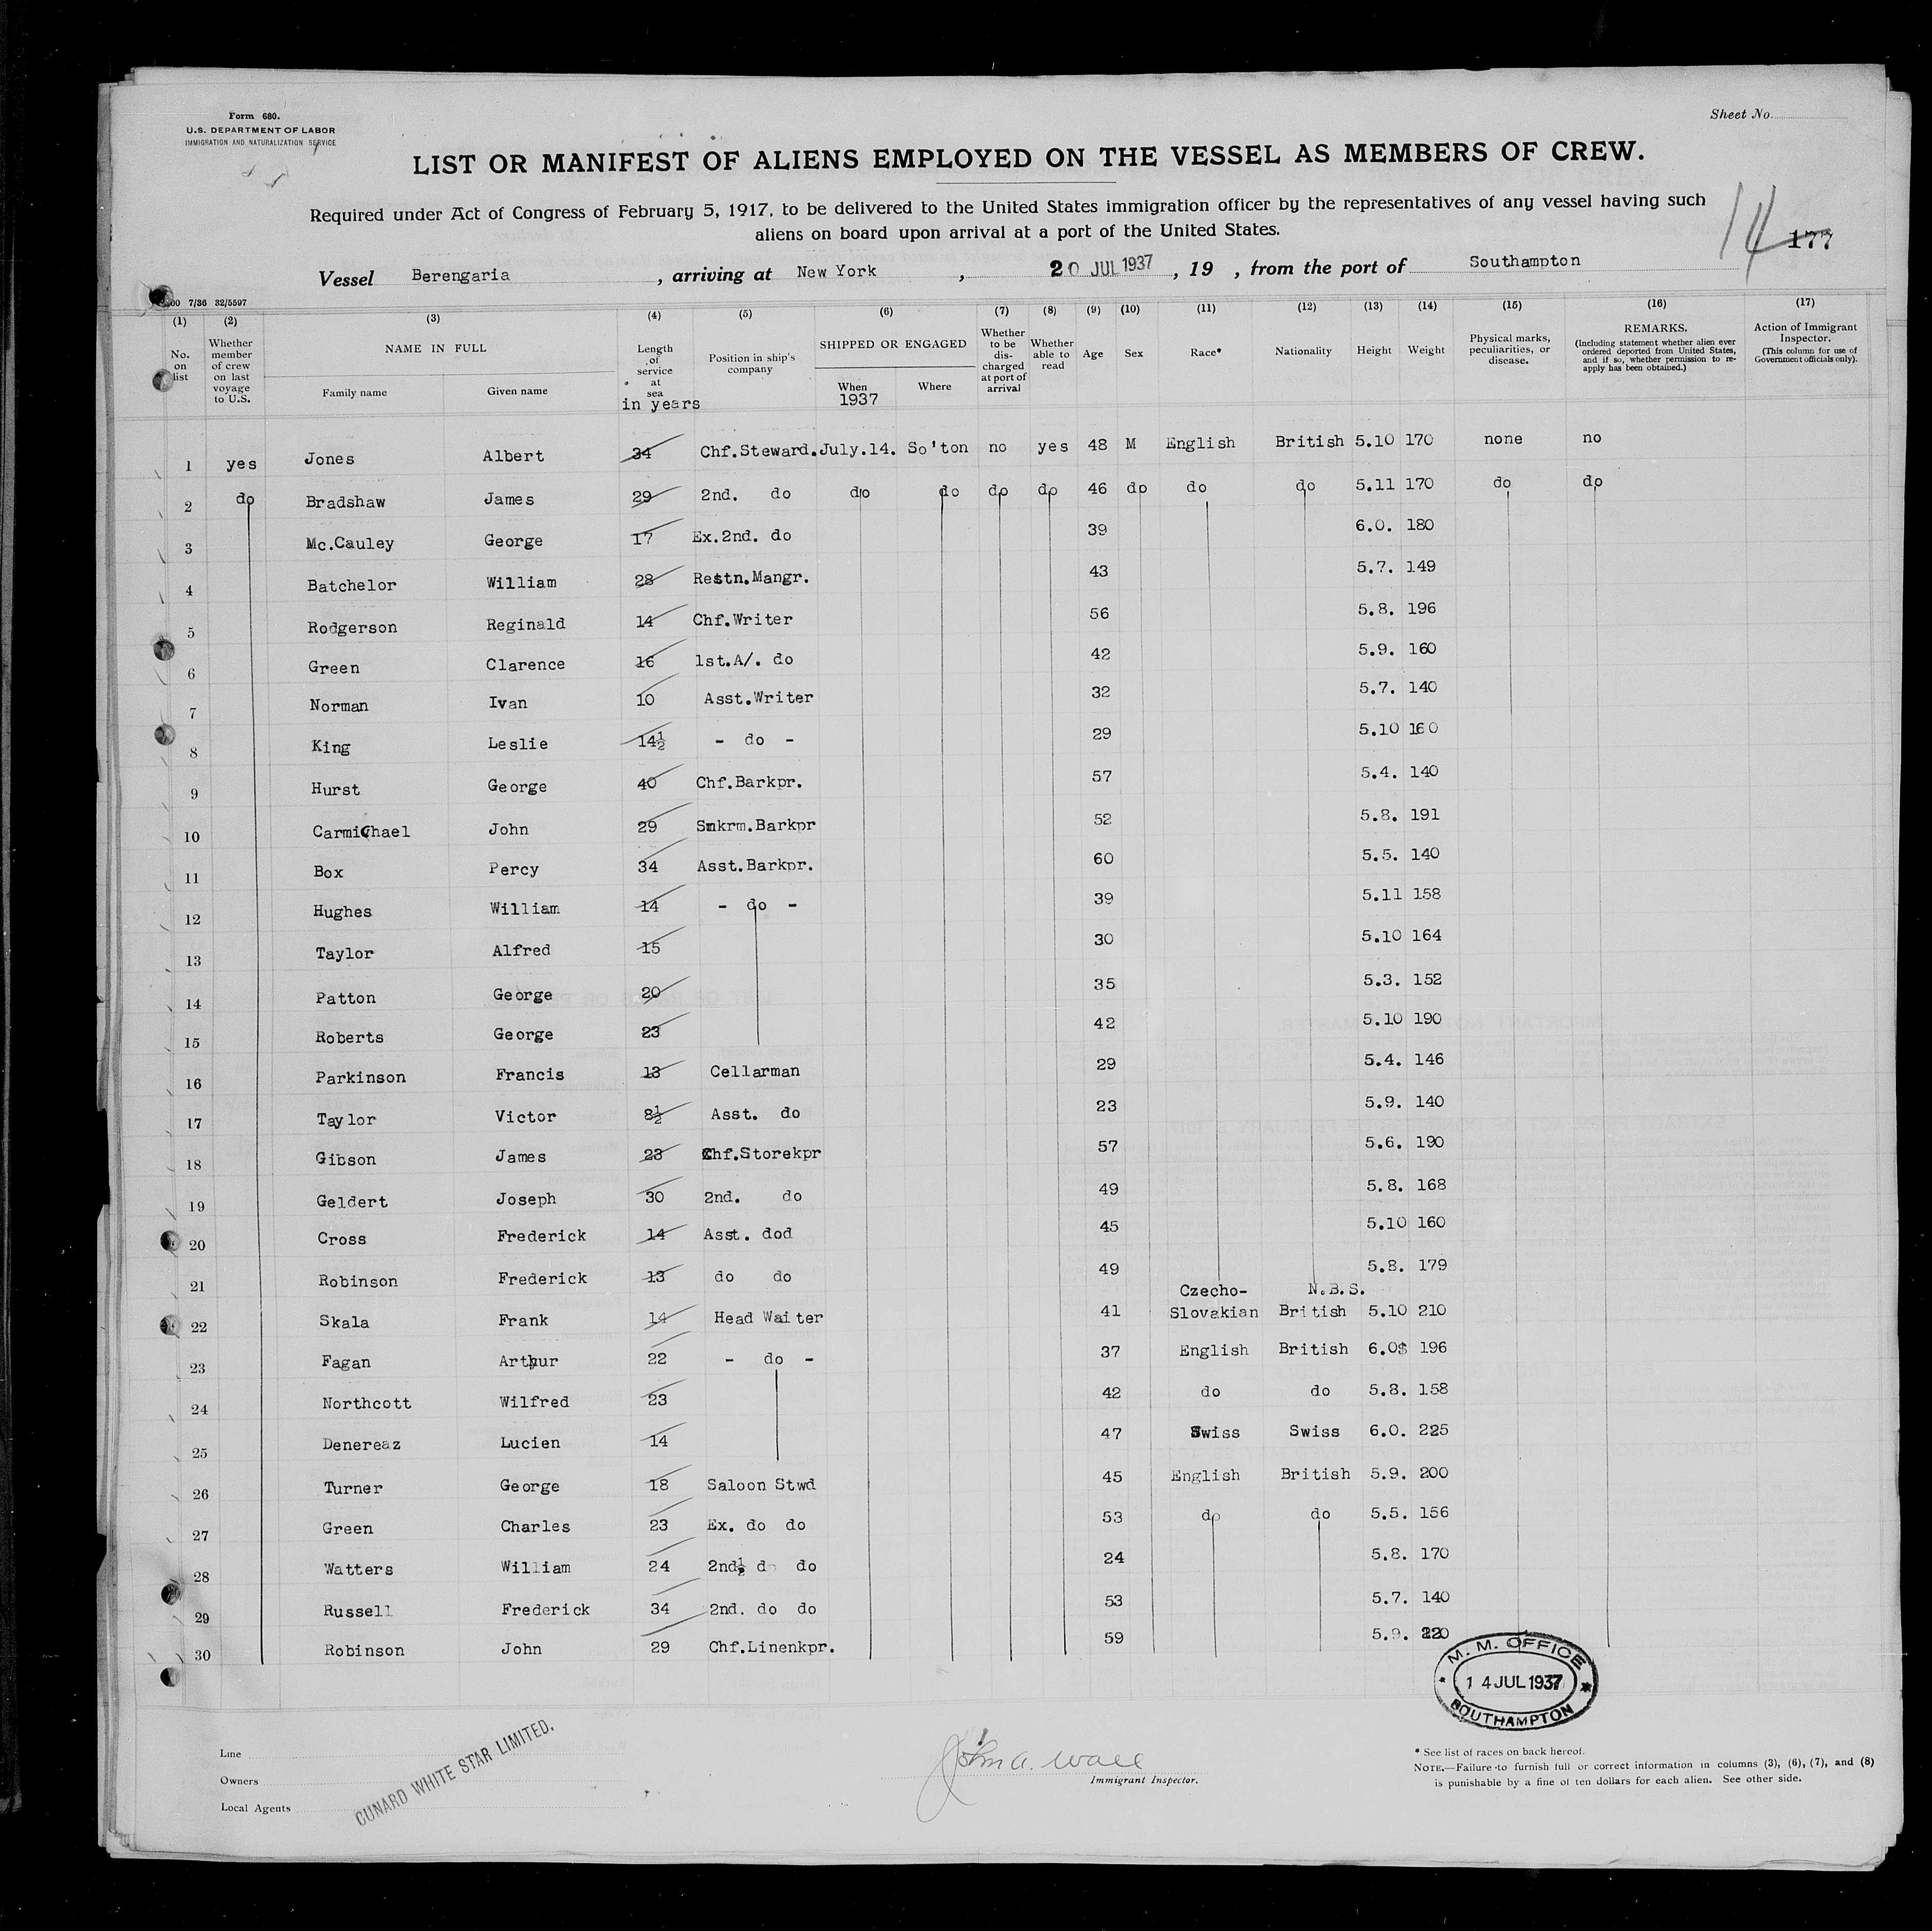 Form 680.
U.S. DEPARTMENT OF LABOR
IMMIGRATION AND NATURALIZATION SERVICE
Sheet No.
LIST OR MANIFEST OF ALIENS EMPLOYED ON THE VESSEL AS MEMBERS OF CREW.
Required under Act of Congress of February 5, 1917, to be delivered to the United States immigration officer by the representatives of any vessel having such
aliens on board upon arrival at a port of the United States.
14 177
Vessel Berengaria, arriving at New York, 20 JUL 1937, 19 , from the port of Southampton
7/36 32/5597
(1) (2) (3) (4) (5) (6) (7) (8) (9) (10) (11) (12) (13) (14) (15) (16) (17)
No. on list
Whether member of crew on last voyage to U.S.
NAME IN FULL
Family name Given name
Length of service at sea in years
Position in ship's company
SHIPPED OR ENGAGED
When 1937 Where
Whether to be discharged at port of arrival
Whether able to read
Age
Sex
Race*
Nationality
Height
Weight
Physical marks, peculiarities, or disease.
REMARKS.
(Including statement whether alien ever ordered deported from United States, and if so, whether permission to re-apply has been obtained.)
Action of Immigrant Inspector.
(This column for use of Government officials only).
1 yes Jones Albert 34 Chf.Steward. July.14. So'ton no yes 48 M English British 5.10 170 none no
2 do Bradshaw James 29 2nd. do do do do do 46 do do do 5.11 170 do do
3 Mc.Cauley George 17 Ex.2nd. do 39 6.0. 180
4 Batchelor William 28 Restn.Mangr. 43 5.7. 149
5 Rodgerson Reginald 14 Chf.Writer 56 5.8. 196
6 Green Clarence 16 1st.A/. do 42 5.9. 160
7 Norman Ivan 10 Asst.Writer 32 5.7. 140
8 King Leslie 14½ - do - 29 5.10 160
9 Hurst George 40 Chf.Barkpr. 57 5.4. 140
10 Carmichael John 29 Smkrm.Barkpr 52 5.8. 191
11 Box Percy 34 Asst.Barkpr. 60 5.5. 140
12 Hughes William 14 - do - 39 5.11 158
13 Taylor Alfred 15 30 5.10 164
14 Patton George 20 35 5.3. 152
15 Roberts George 23 42 5.10 190
16 Parkinson Francis 13 Cellarman 29 5.4. 146
17 Taylor Victor 8½ Asst. do 23 5.9. 140
18 Gibson James 23 Chf.Storekpr 57 5.6. 190
19 Geldert Joseph 30 2nd. do 49 5.8. 168
20 Cross Frederick 14 Asst. dod 45 5.10 160
21 Robinson Frederick 13 do do 49 5.8. 179
Czecho- N.B.S.
22 Skala Frank 14 Head Waiter 41 Slovakian British 5.10 210
23 Fagan Arthur 22 - do - 37 English British 6.0$ 196
24 Northcott Wilfred 23 42 do do 5.8. 158
25 Denereaz Lucien 14 47 Swiss Swiss 6.0. 225
26 Turner George 18 Saloon Stwd 45 English British 5.9. 200
27 Green Charles 23 Ex. do do 53 do do 5.5. 156
28 Watters William 24 2nd½ do do 24 5.8. 170
29 Russell Frederick 34 2nd. do do 53 5.7. 140
30 Robinson John 29 Chf.Linenkpr. 59 5.9. 220
M. M. OFFICE
14 JUL 1937
SOUTHAMPTON
Line
Owners
Local Agents
CUNARD WHITE STAR LIMITED.
John A. Wall
Immigrant Inspector.
* See list of races on back hereof.
NOTE.—Failure to furnish full or correct information in columns (3), (6), (7), and (8)
is punishable by a fine of ten dollars for each alien. See other side.